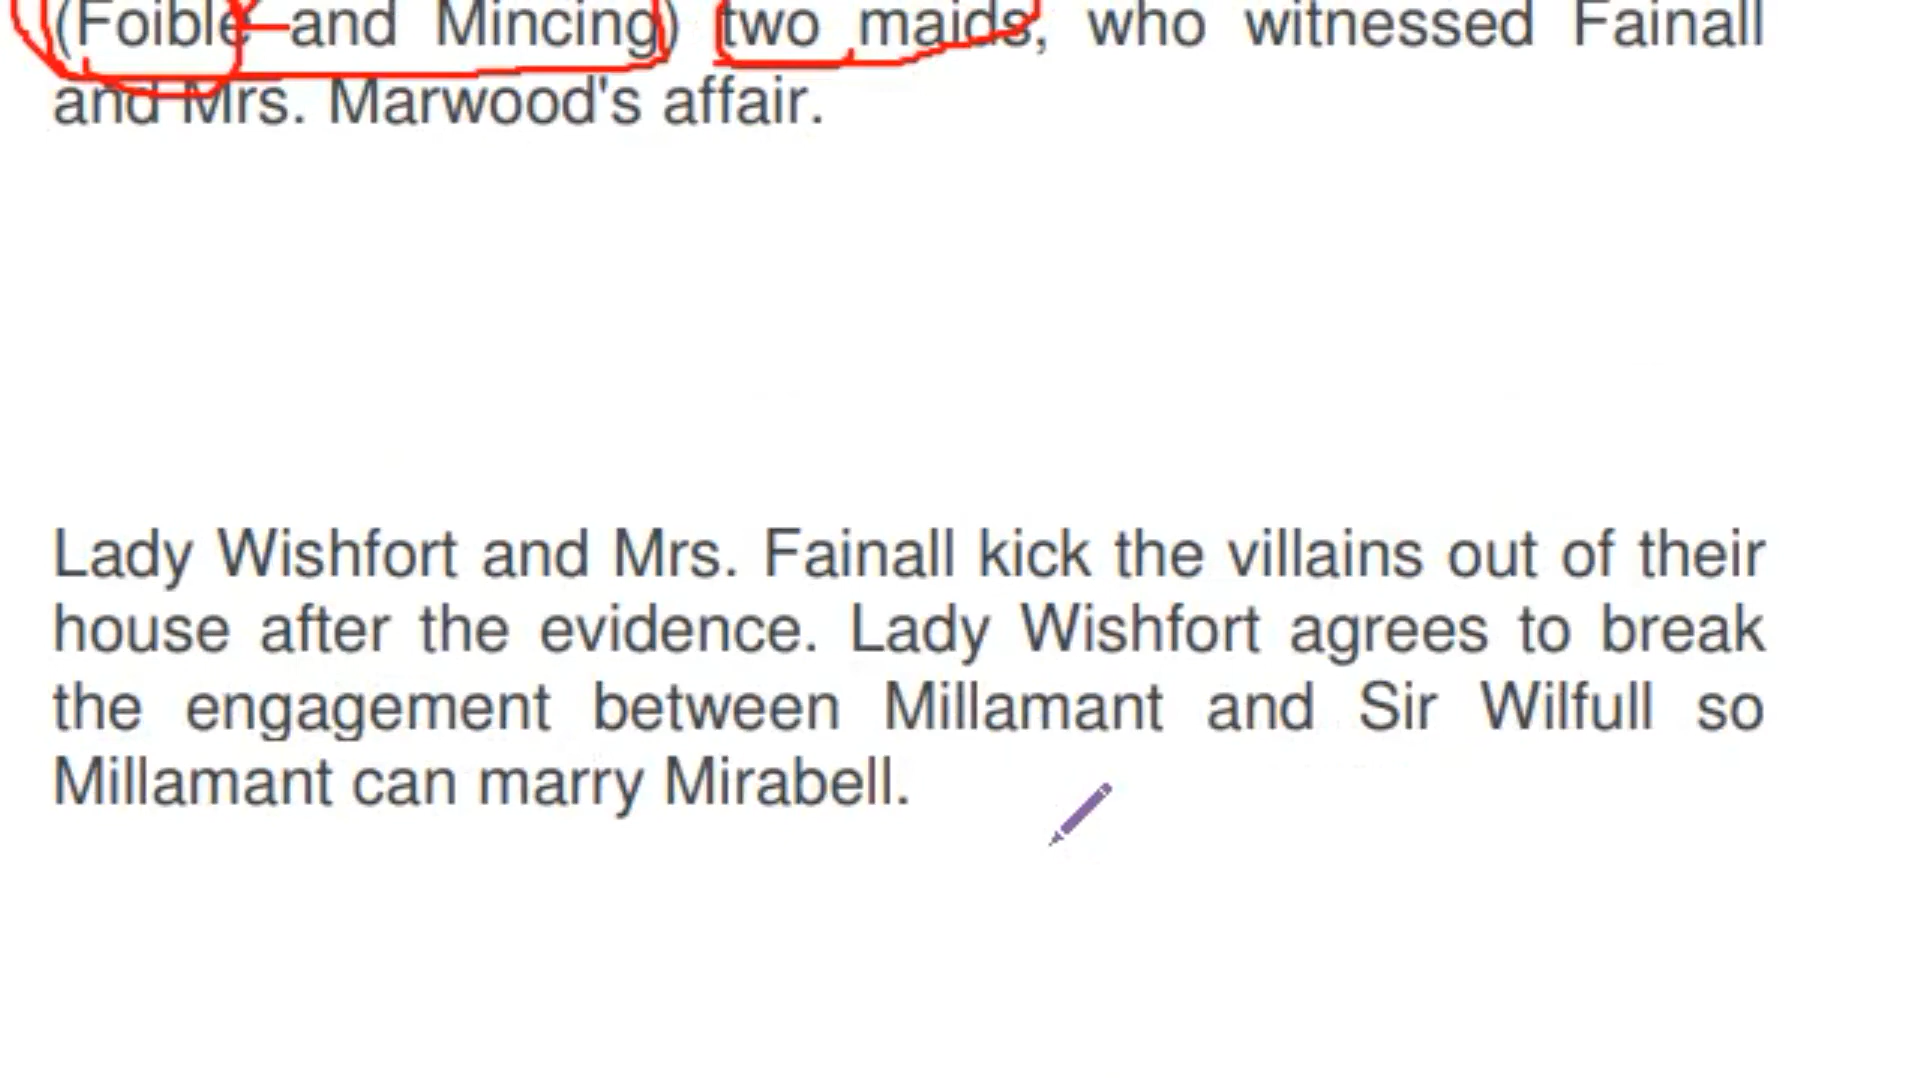 (Foible and Mincing) two maids, who witnessed Fainall
and Mrs. Marwood's affair.
Lady Wishfort and Mrs. Fainall kick the villains out of their
house after the evidence. Lady Wishfort agrees to break
the engagement between Millamant and Sir Wilfull so
Millamant can marry Mirabell.